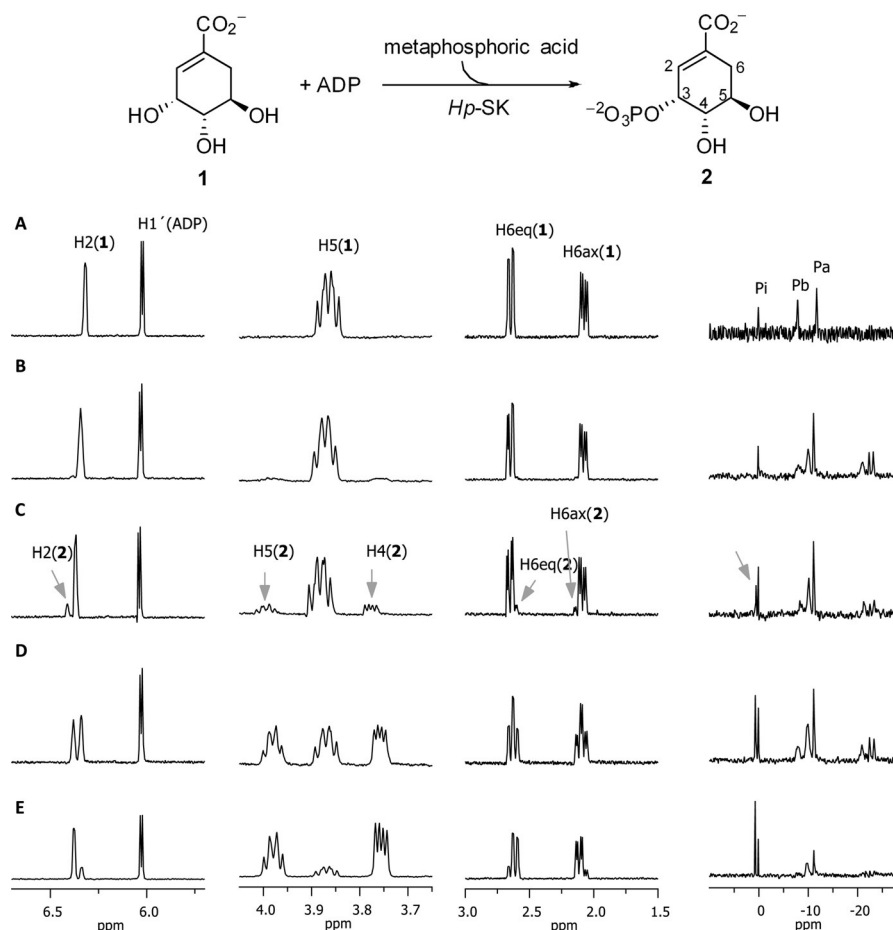 CO2−
HO
OH
OH
1
+ ADP
metaphosphoric acid
Hp-SK
CO2−
2
6
3
5
4
−2O3PO
OH
OH
2
A
H2(1)
H1´(ADP)
H5(1)
H6eq(1)
H6ax(1)
Pi
Pb
Pa
B
C
H2(2)
H5(2)
H4(2)
H6ax(2)
H6eq(2)
D
E
6.5 6.0
ppm
4.0 3.9 3.8 3.7
ppm
3.0 2.5 2.0 1.5
ppm
0 -10 -20
ppm